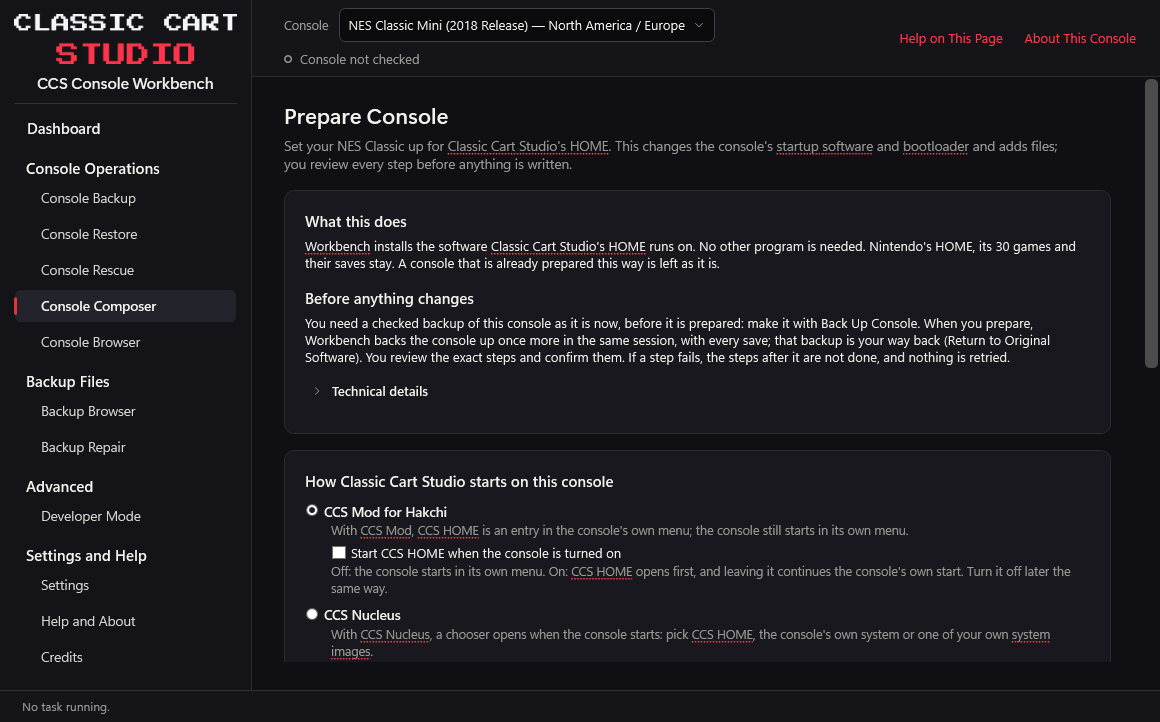 CLASSIC CART
STUDIO
CCS Console Workbench
Dashboard
Console Operations
Console Backup
Console Restore
Console Rescue
Console Composer
Console Browser
Backup Files
Backup Browser
Backup Repair
Advanced
Developer Mode
Settings and Help
Settings
Help and About
Credits
Console
NES Classic Mini (2018 Release) — North America / Europe
Console not checked
Help on This Page
About This Console
Prepare Console
Set your NES Classic up for Classic Cart Studio's HOME. This changes the console's startup software and bootloader and adds files;
you review every step before anything is written.
What this does
Workbench installs the software Classic Cart Studio's HOME runs on. No other program is needed. Nintendo's HOME, its 30 games and
their saves stay. A console that is already prepared this way is left as it is.
Before anything changes
You need a checked backup of this console as it is now, before it is prepared: make it with Back Up Console. When you prepare,
Workbench backs the console up once more in the same session, with every save; that backup is your way back (Return to Original
Software). You review the exact steps and confirm them. If a step fails, the steps after it are not done, and nothing is retried.
Technical details
How Classic Cart Studio starts on this console
CCS Mod for Hakchi
With CCS Mod, CCS HOME is an entry in the console's own menu; the console still starts in its own menu.
Start CCS HOME when the console is turned on
Off: the console starts in its own menu. On: CCS HOME opens first, and leaving it continues the console's own start. Turn it off later the
same way.
CCS Nucleus
With CCS Nucleus, a chooser opens when the console starts: pick CCS HOME, the console's own system or one of your own system
images.
No task running.